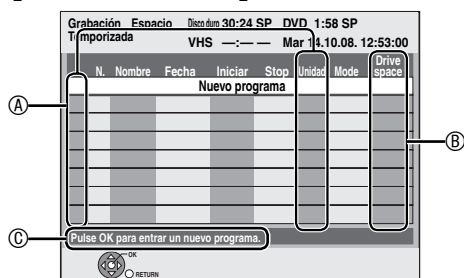 Grabación Espacio Disco duro 30:24 SP DVD 1:58 SP
Temporizada VHS –:– – Mar 14.10.08. 12:53:00
N. Nombre Fecha Iniciar Stop Unidad Mode Drive space
Nuevo programa
A
B
C
Pulse OK para entrar un nuevo programa.
OK
RETURN